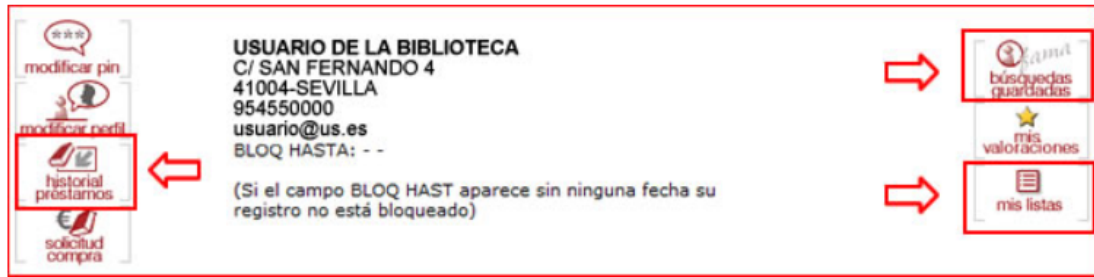 ***
modificar pin
modificar perfil
historial
préstamos
€
solicitud
compra
USUARIO DE LA BIBLIOTECA
C/ SAN FERNANDO 4
41004-SEVILLA
954550000
usuario@us.es
BLOQ HASTA: - -
(Si el campo BLOQ HAST aparece sin ninguna fecha su
registro no está bloqueado)
fama
búsquedas
guardadas
mis
valoraciones
mis listas